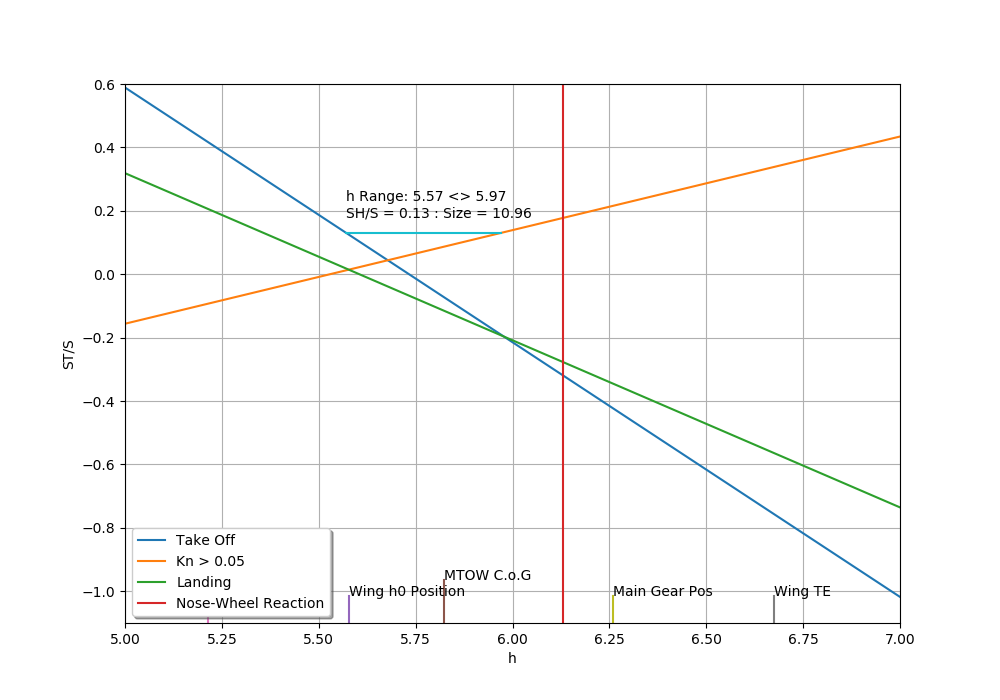 0.6
0.4
0.2
0.0
−0.2
−0.4
−0.6
−0.8
−1.0
ST/S
h Range: 5.57 <> 5.97
SH/S = 0.13 : Size = 10.96
Take Off
Kn > 0.05
Landing
Nose-Wheel Reaction
MTOW C.o.G
Wing h0 Position
Main Gear Pos
Wing TE
5.00 5.25 5.50 5.75 6.00 6.25 6.50 6.75 7.00
h